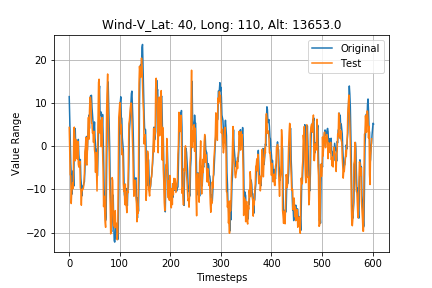 Wind-V_Lat: 40, Long: 110, Alt: 13653.0
Original
Test
Value Range
20
10
0
−10
−20
0 100 200 300 400 500 600
Timesteps